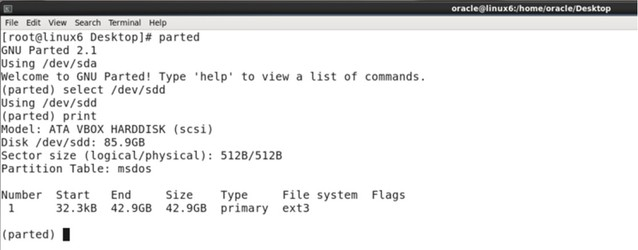 oracle@linux6:/home/oracle/Desktop
File Edit View Search Terminal Help
[root@linux6 Desktop]# parted
GNU Parted 2.1
Using /dev/sda
Welcome to GNU Parted! Type 'help' to view a list of commands.
(parted) select /dev/sdd
Using /dev/sdd
(parted) print
Model: ATA VBOX HARDDISK (scsi)
Disk /dev/sdd: 85.9GB
Sector size (logical/physical): 512B/512B
Partition Table: msdos
Number Start End Size Type File system Flags
1 32.3kB 42.9GB 42.9GB primary ext3
(parted)